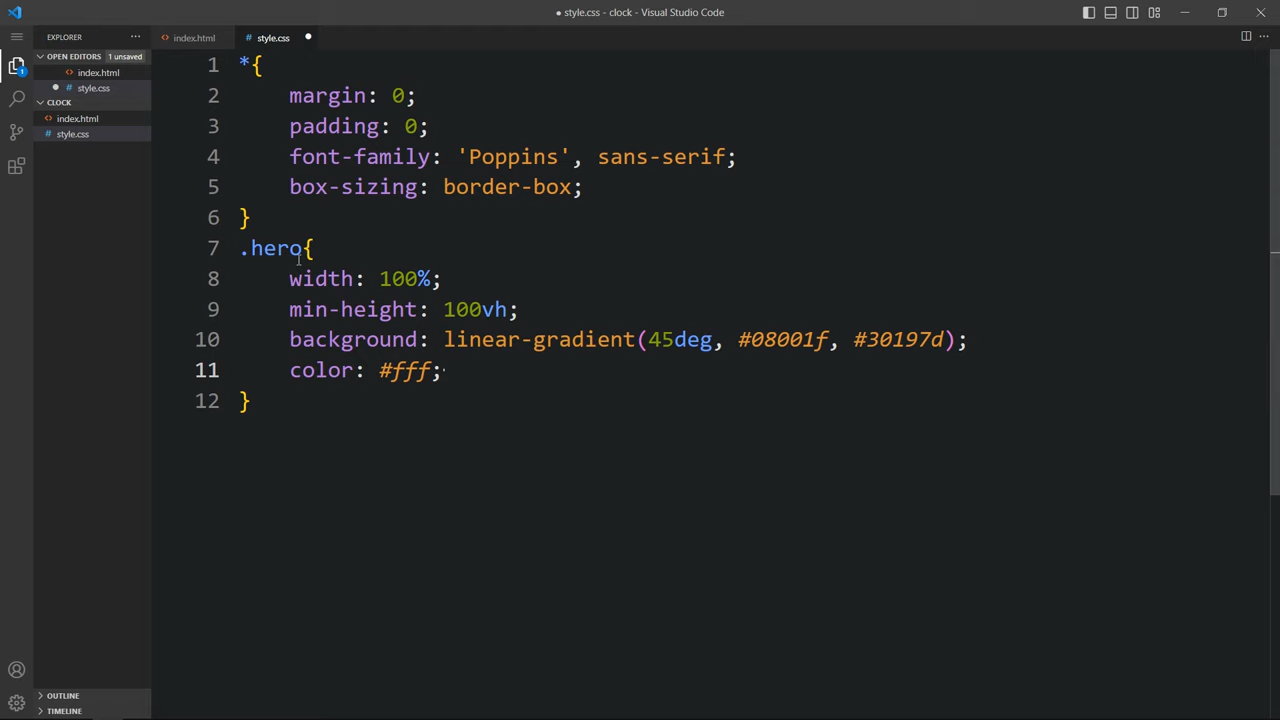 ● style.css - clock - Visual Studio Code
EXPLORER
index.html
style.css
OPEN EDITORS 1 unsaved
index.html
style.css
CLOCK
index.html
style.css
1
OUTLINE
TIMELINE
1 *{
2 margin: 0;
3 padding: 0;
4 font-family: 'Poppins', sans-serif;
5 box-sizing: border-box;
6 }
7 .hero{
8 width: 100%;
9 min-height: 100vh;
10 background: linear-gradient(45deg, #08001f, #30197d);
11 color: #fff;
12 }